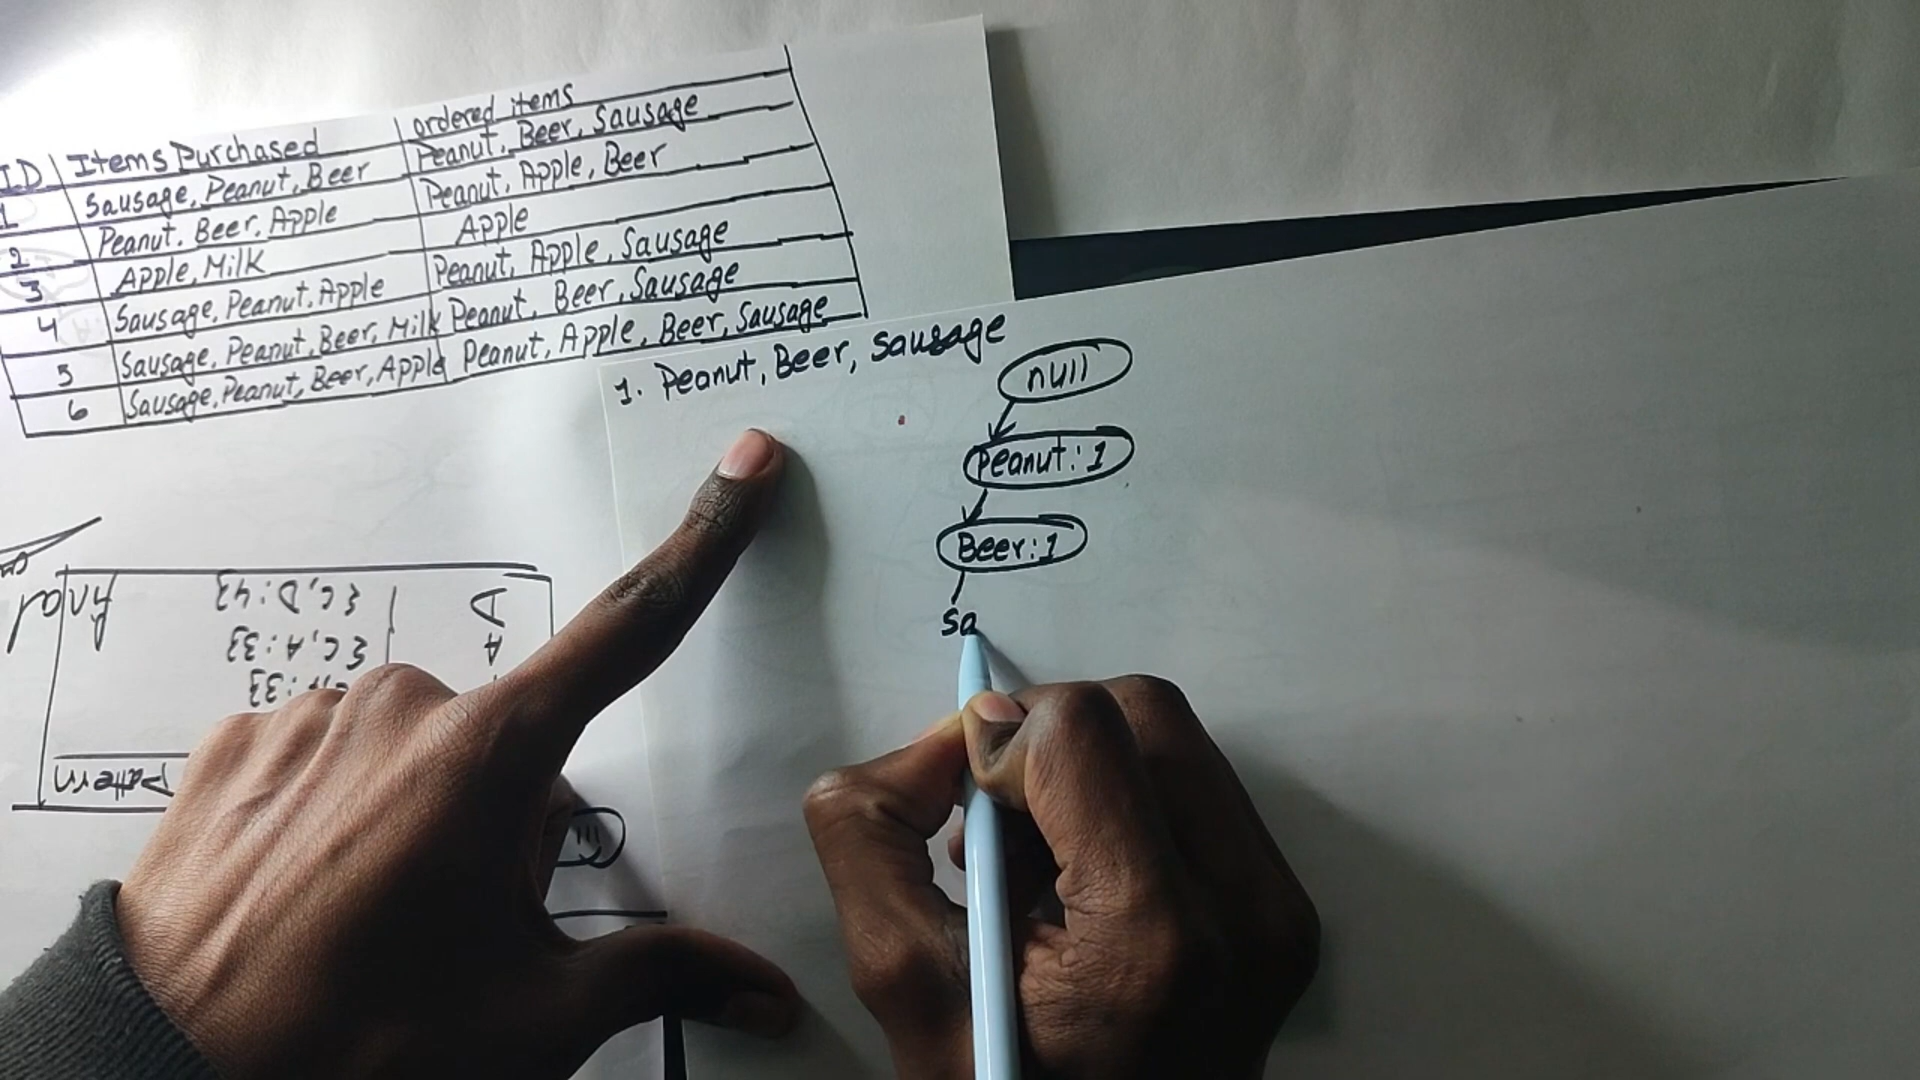 ID Items Purchased ordered items
1 Sausage, Peanut, Beer Peanut, Beer, Sausage
2 Peanut, Beer, Apple Peanut, Apple, Beer
3 Apple, Milk Apple
4 Sausage, Peanut, Apple Peanut, Apple, Sausage
5 Sausage, Peanut, Beer, Milk Peanut, Beer, Sausage
6 Sausage, Peanut, Beer, Apple Peanut, Apple, Beer, Sausage
1. Peanut, Beer, Sausage
null
Peanut:1
Beer:1
Sa
Pattern
A {C,A:3}
D {C,D:4}
final